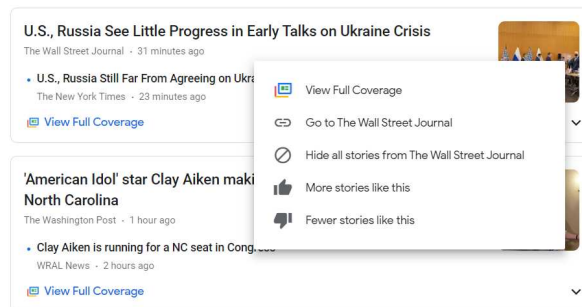 U.S., Russia See Little Progress in Early Talks on Ukraine Crisis
The Wall Street Journal · 31 minutes ago
• U.S., Russia Still Far From Agreeing on
The New York Times · 23 minutes ago
View Full Coverage
View Full Coverage
Go to The Wall Street Journal
Hide all stories from The Wall Street Journal
More stories like this
Fewer stories like this
'American Idol' star Clay Aiken
North Carolina
The Washington Post · 1 hour ago
• Clay Aiken is running for a NC seat in
WRAL News · 2 hours ago
View Full Coverage